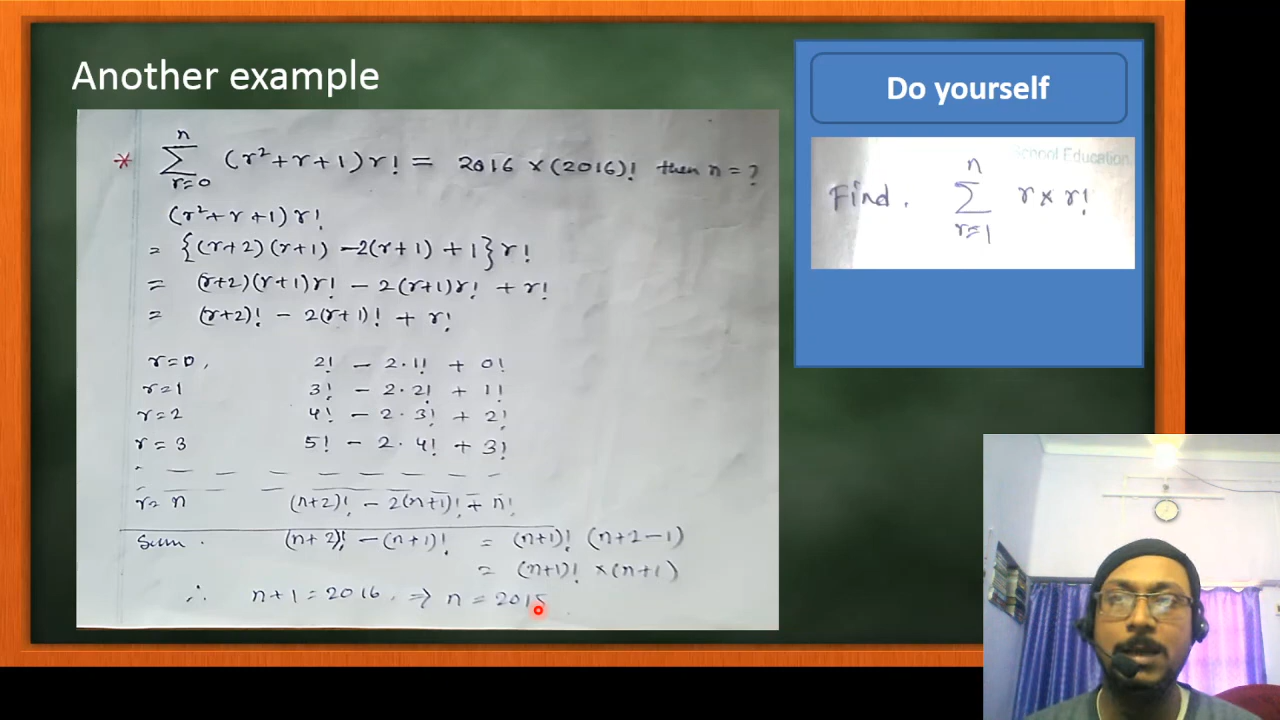 Another example
* ∑ⁿᵣ₌₀ (r²+r+1) r! = 2016 × (2016)! then n = ?
(r²+r+1) r!
= {(r+2)(r+1) −2(r+1) +1} r!
= (r+2)(r+1)r! − 2(r+1)r! + r!
= (r+2)! − 2(r+1)! + r!
r=0, 2! − 2·1! + 0!
r=1 3! − 2·2! + 1!
r=2 4! − 2·3! + 2!
r=3 5! − 2·4! + 3!
r=n (n+2)! − 2(n+1)! + n!
Sum. (n+2)! −(n+1)! = (n+1)! (n+2−1)
= (n+1)! ×(n+1)
∴ n+1 = 2016. ⇒ n = 2015
Do yourself
School Education
Find. ∑ⁿᵣ₌₁ r × r!